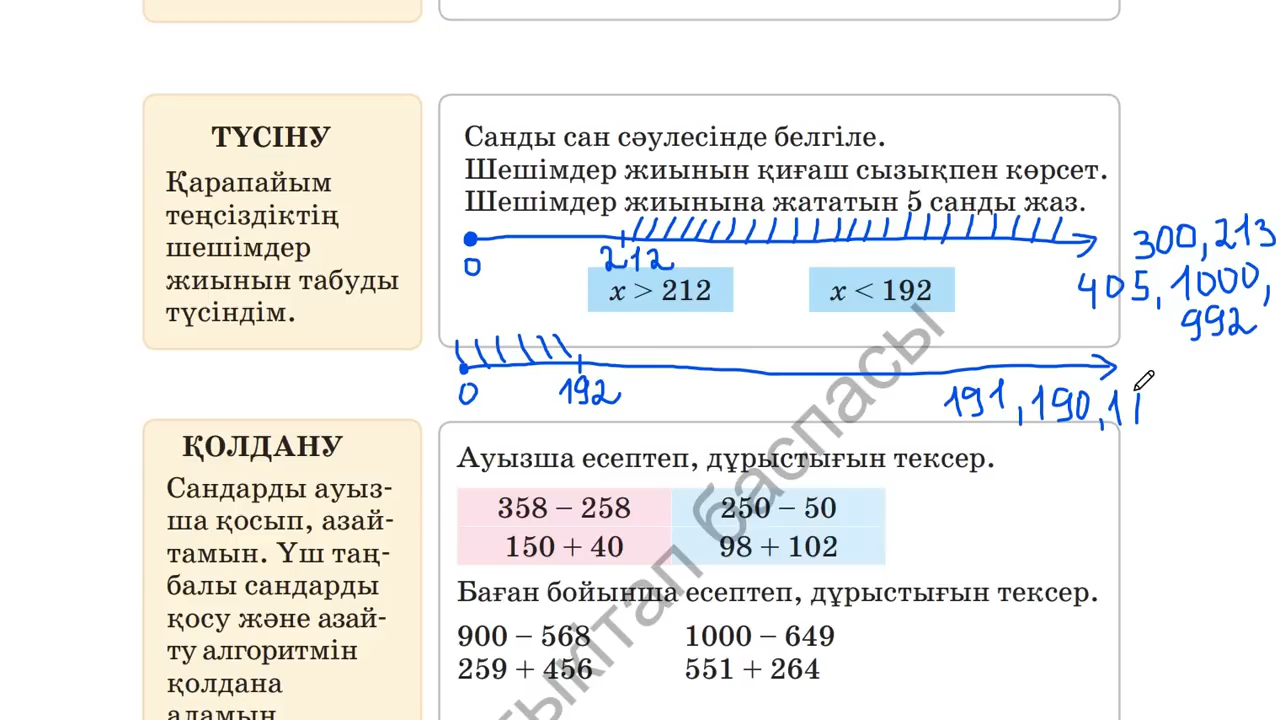 ТҮСІНУ
Қарапайым
теңсіздіктің
шешімдер
жиынын табуды
түсіндім.
Санды сан сәулесінде белгіле.
Шешімдер жиынын қиғаш сызықпен көрсет.
Шешімдер жиынына жататын 5 санды жаз.
0 212
300, 213
405, 1000,
992
x > 212 x < 192
0 192
191, 190, 11
ҚОЛДАНУ
Сандарды ауыз-
ша қосып, азай-
тамын. Үш таң-
балы сандарды
қосу және азай-
ту алгоритмін
қолдана
аламын
Ауызша есептеп, дұрыстығын тексер.
358 – 258 250 – 50
150 + 40 98 + 102
Баған бойынша есептеп, дұрыстығын тексер.
900 – 568 1000 – 649
259 + 456 551 + 264
баспасы